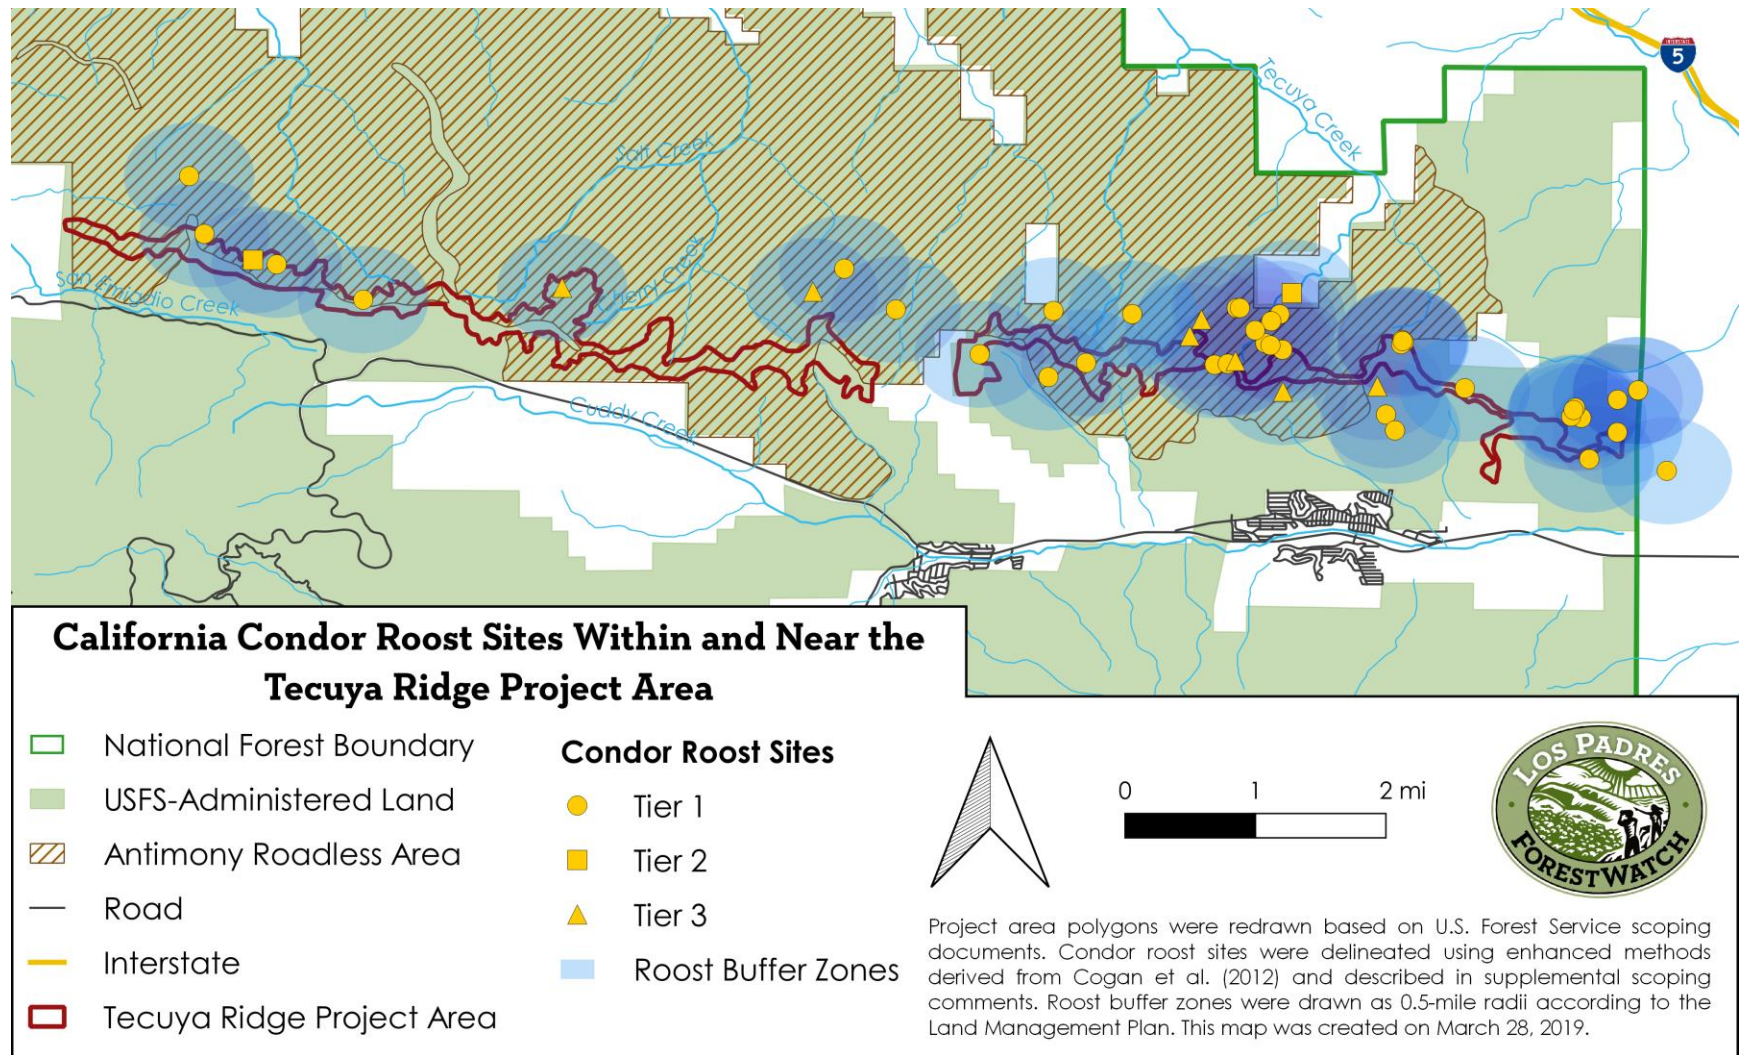 5
Tecuya Creek
Salt Creek
Cherry Creek
San Emigdio Creek
Cuddy Creek
California Condor Roost Sites Within and Near the
Tecuya Ridge Project Area
National Forest Boundary
USFS-Administered Land
Antimony Roadless Area
Road
Interstate
Tecuya Ridge Project Area
Condor Roost Sites
Tier 1
Tier 2
Tier 3
Roost Buffer Zones
0 1 2 mi
LOS PADRES
FORESTWATCH
Project area polygons were redrawn based on U.S. Forest Service scoping
documents. Condor roost sites were delineated using enhanced methods
derived from Cogan et al. (2012) and described in supplemental scoping
comments. Roost buffer zones were drawn as 0.5-mile radii according to the
Land Management Plan. This map was created on March 28, 2019.